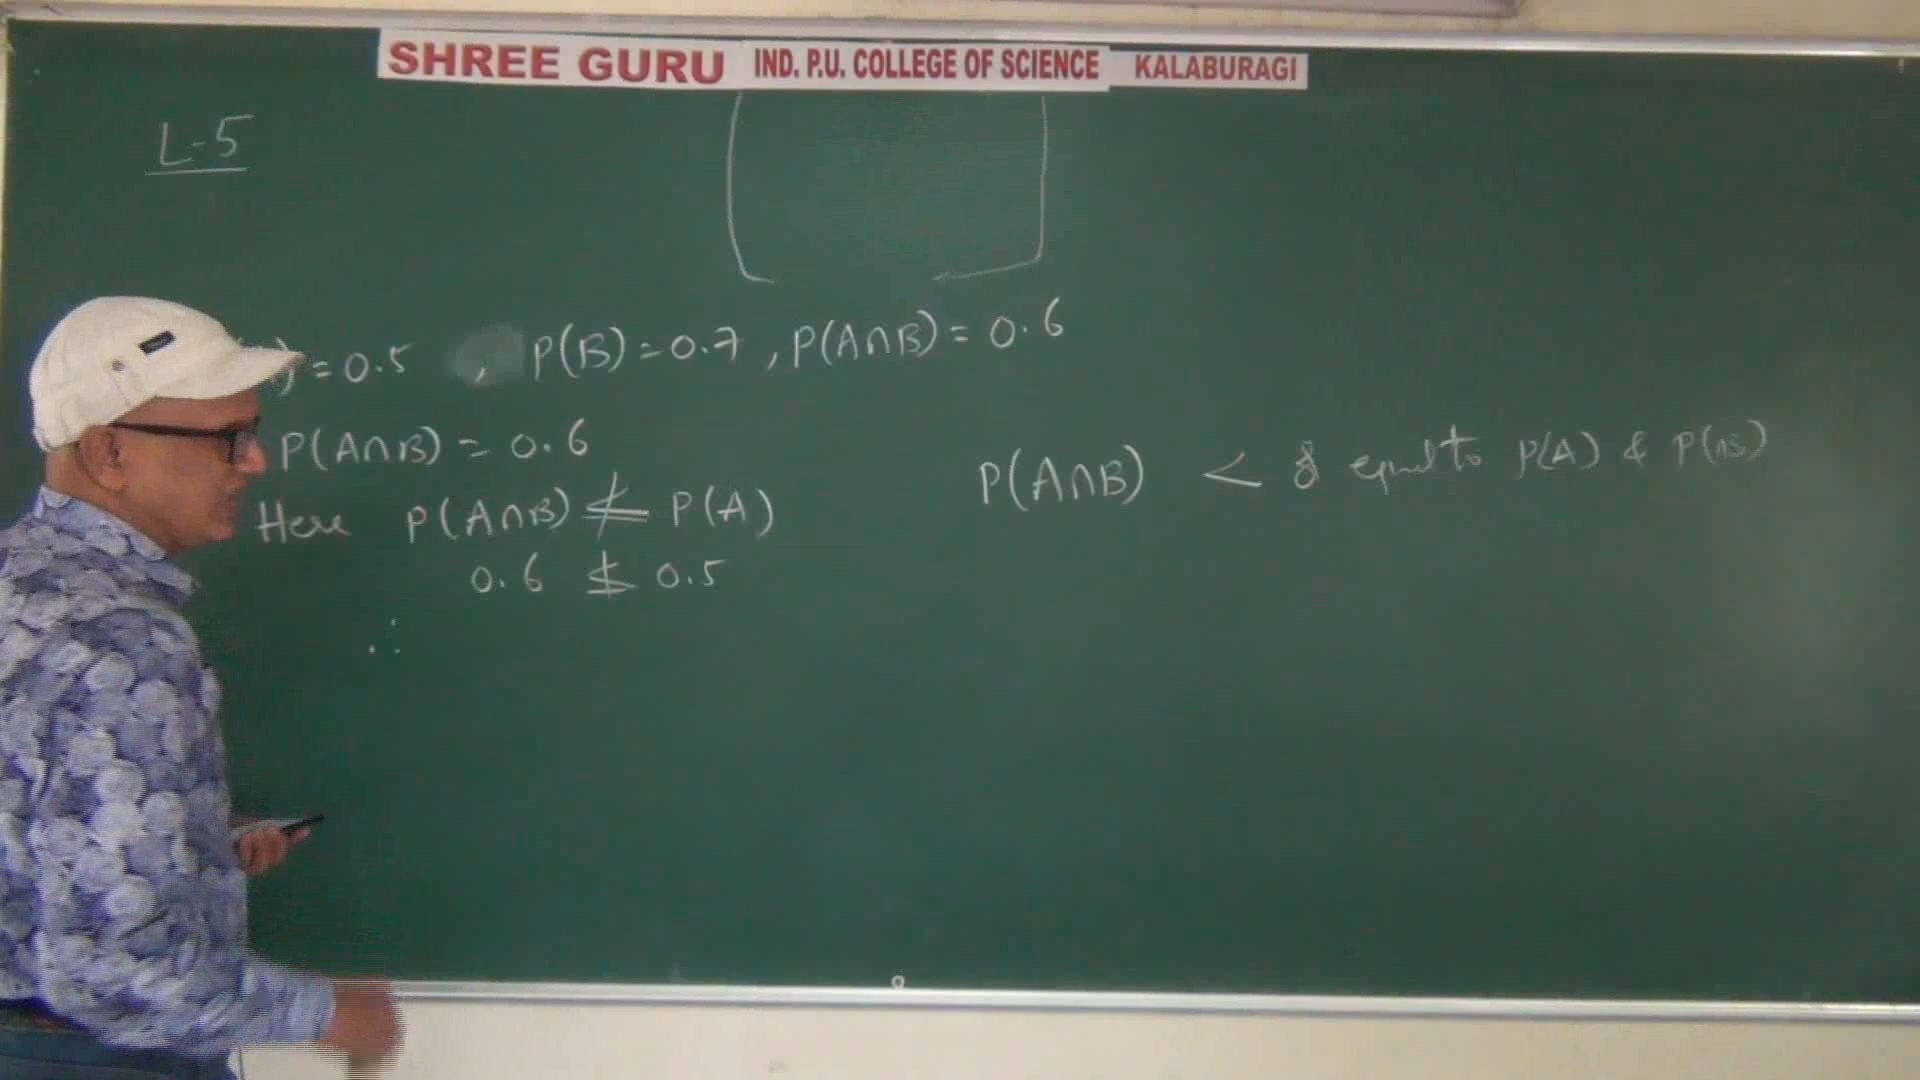 SHREE GURU IND. P.U. COLLEGE OF SCIENCE KALABURAGI
L-5
) = 0.5 , P(B) = 0.7 , P(A∩B) = 0.6
P(A∩B) = 0.6
Here P(A∩B) ≰ P(A)
0.6 ≰ 0.5
∴
P(A∩B) < & equal to P(A) & P(B)